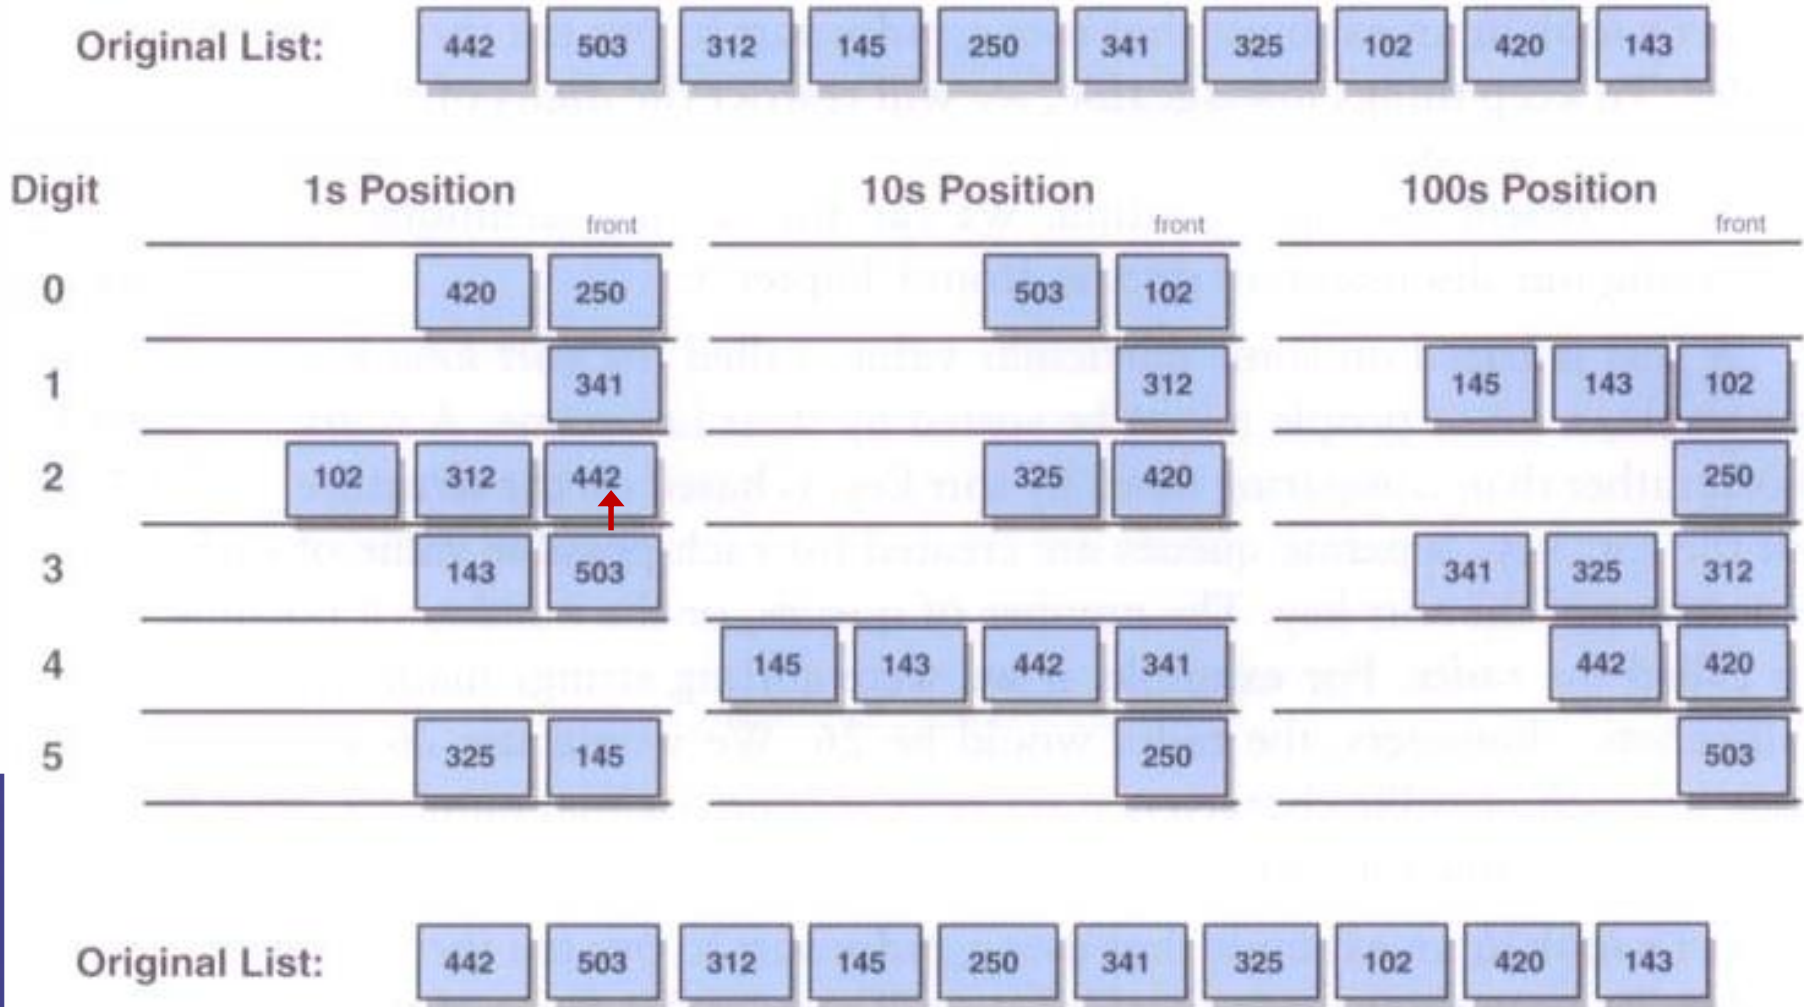 Original List: 442 503 312 145 250 341 325 102 420 143
Digit 1s Position 10s Position 100s Position
front front front
0 420 250 503 102
1 341 312 145 143 102
2 102 312 442 325 420 250
3 143 503 341 325 312
4 145 143 442 341 442 420
5 325 145 250 503
Original List: 442 503 312 145 250 341 325 102 420 143